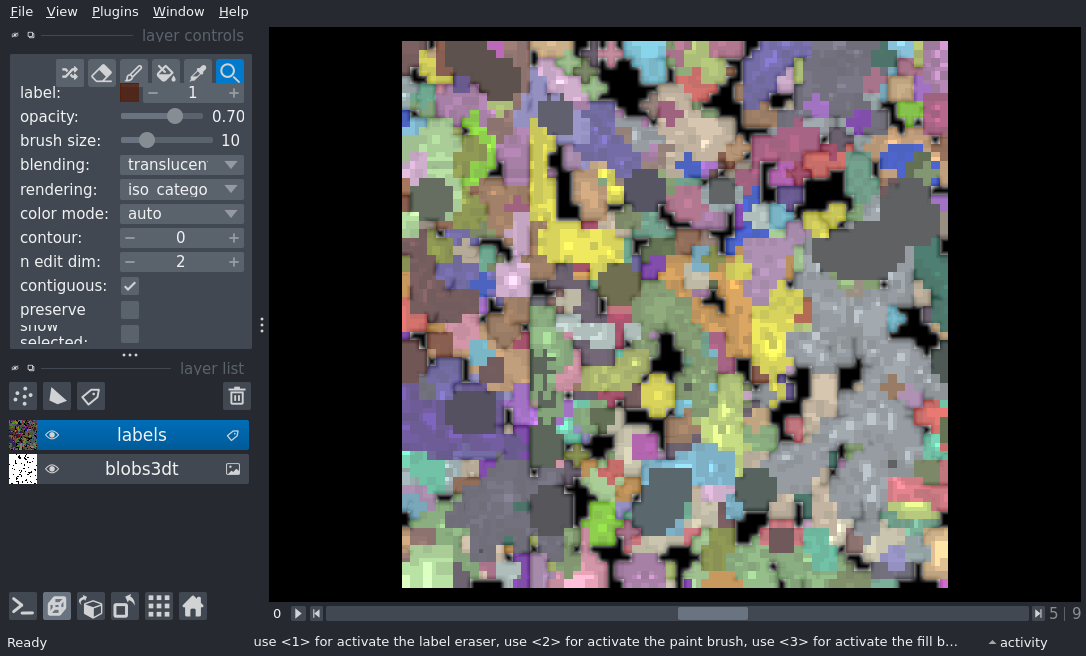 File View Plugins Window Help
layer controls
label: 1
opacity: 0.70
brush size: 10
blending: translucen
rendering: iso_catego
color mode: auto
contour: 0
n edit dim: 2
contiguous:
preserve
show
selected:
layer list
labels
blobs3dt
0 5 | 9
Ready use <1> for activate the label eraser, use <2> for activate the paint brush, use <3> for activate the fill b... activity